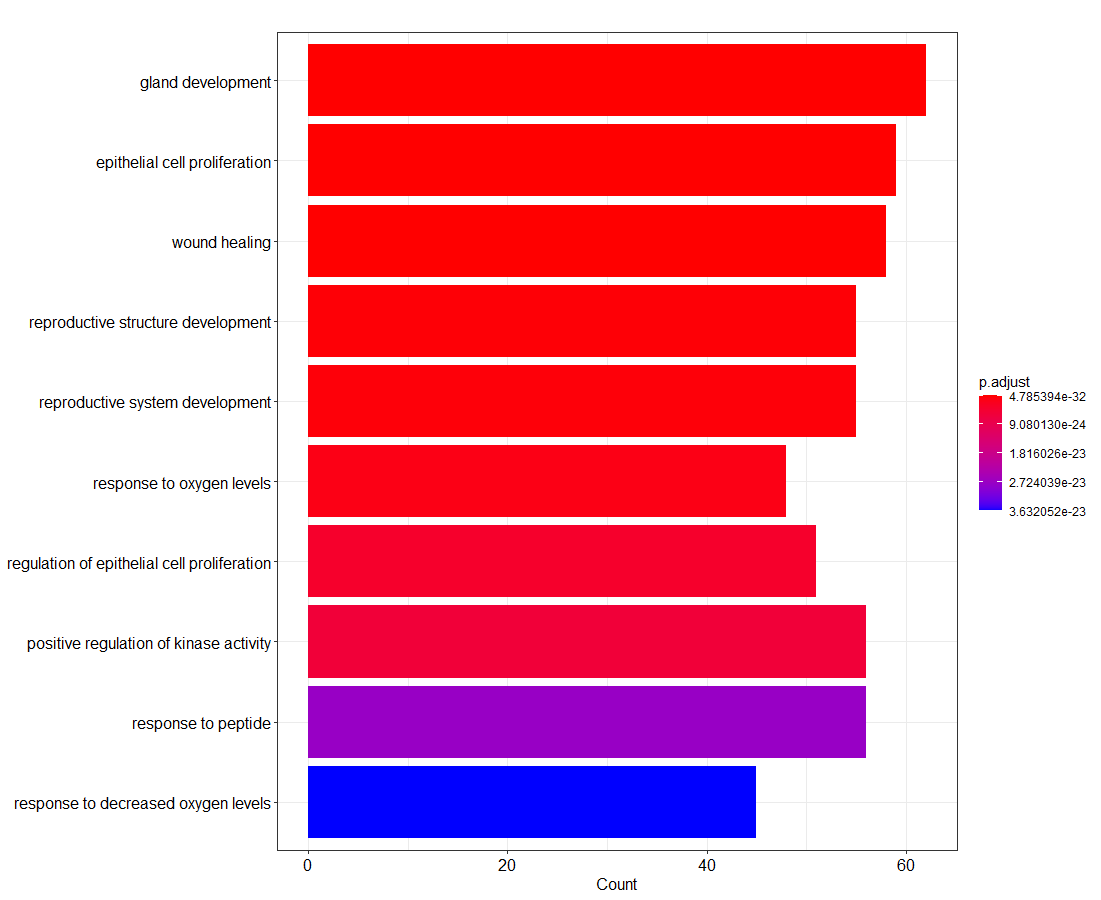 gland development
epithelial cell proliferation
wound healing
reproductive structure development
reproductive system development
response to oxygen levels
regulation of epithelial cell proliferation
positive regulation of kinase activity
response to peptide
response to decreased oxygen levels
0 20 40 60
Count
p.adjust
4.785394e-32
9.080130e-24
1.816026e-23
2.724039e-23
3.632052e-23